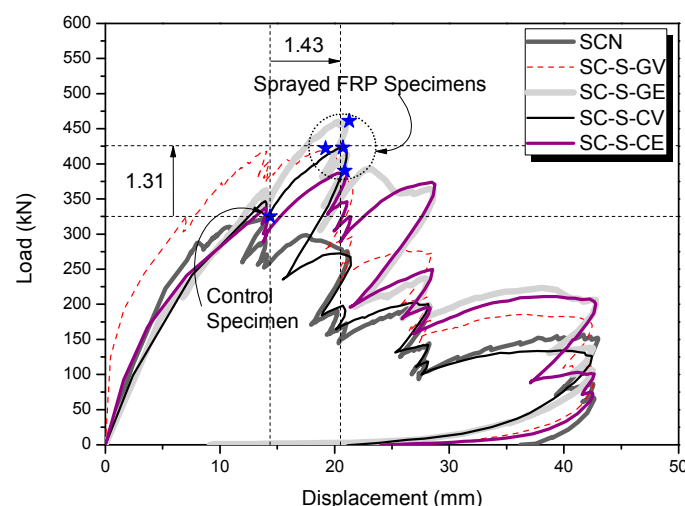 600
550
500
450
400
350
300
250
200
150
100
50
0
Load (kN)
1.43
Sprayed FRP Specimens
1.31
Control
Specimen
SCN
SC-S-GV
SC-S-GE
SC-S-CV
SC-S-CE
0
10
20
30
40
50
Displacement (mm)